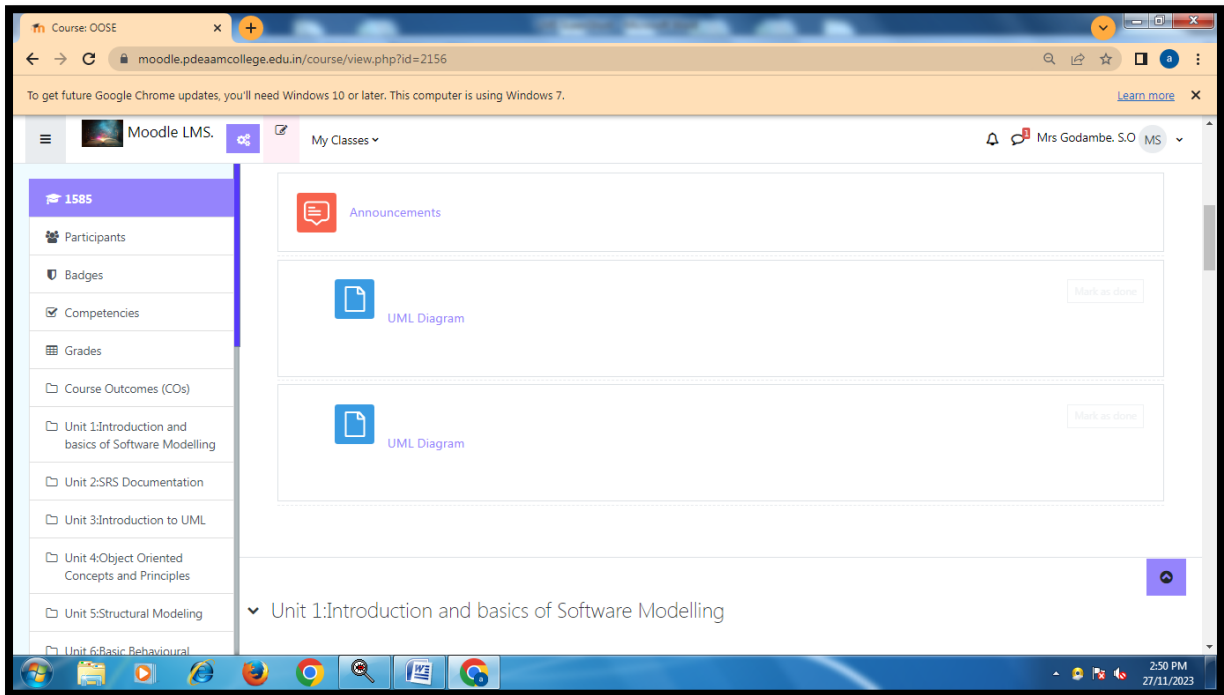 Course: OOSE
moodle.pdeaamcollege.edu.in/course/view.php?id=2156
a
To get future Google Chrome updates, you'll need Windows 10 or later. This computer is using Windows 7.
Learn more
Moodle LMS.
My Classes
1
Mrs Godambe. S.O
MS
1585
Participants
Badges
Competencies
Grades
Course Outcomes (COs)
Unit 1:Introduction and
basics of Software Modelling
Unit 2:SRS Documentation
Unit 3:Introduction to UML
Unit 4:Object Oriented
Concepts and Principles
Unit 5:Structural Modeling
Unit 6:Basic Behavioural
Announcements
Mark as done
UML Diagram
Mark as done
UML Diagram
Unit 1:Introduction and basics of Software Modelling
2:50 PM
27/11/2023